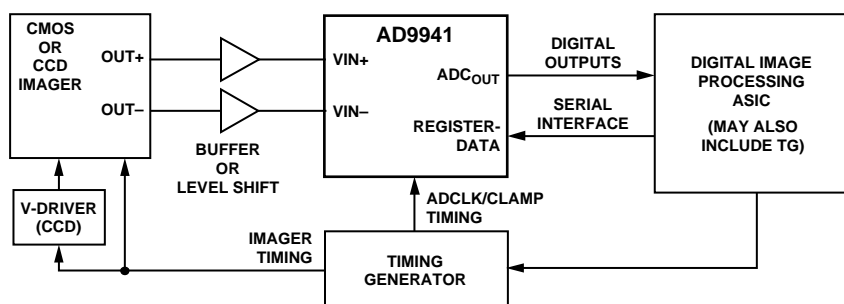 CMOS
OR
CCD
IMAGER
OUT+
OUT–
BUFFER
OR
LEVEL SHIFT
AD9941
VIN+
VIN–
ADCOUT
REGISTER-
DATA
DIGITAL
OUTPUTS
SERIAL
INTERFACE
DIGITAL IMAGE
PROCESSING
ASIC
(MAY ALSO
INCLUDE TG)
V-DRIVER
(CCD)
IMAGER
TIMING
ADCLK/CLAMP
TIMING
TIMING
GENERATOR